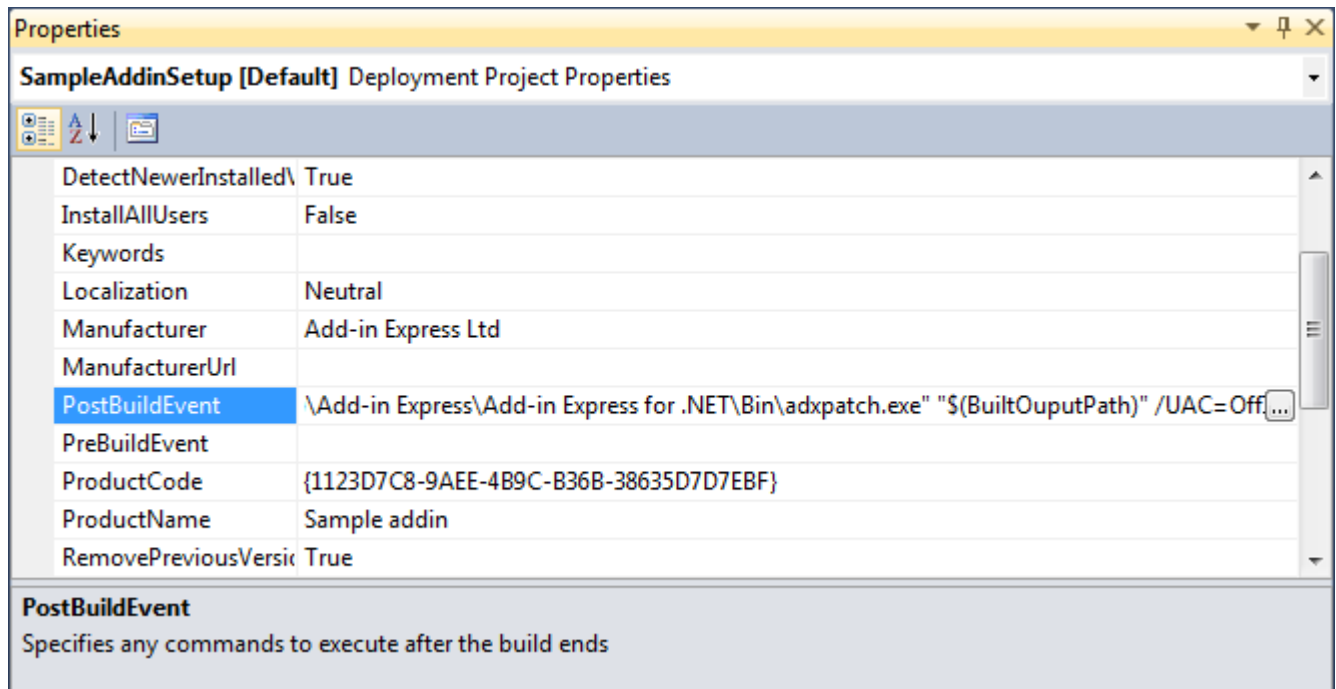 Properties
SampleAddinSetup [Default] Deployment Project Properties
DetectNewerInstalledV True
InstallAllUsers False
Keywords
Localization Neutral
Manufacturer Add-in Express Ltd
ManufacturerUrl
PostBuildEvent \Add-in Express\Add-in Express for .NET\Bin\adxpatch.exe" "$(BuiltOuputPath)" /UAC=Off ...
PreBuildEvent
ProductCode {1123D7C8-9AEE-4B9C-B36B-38635D7D7EBF}
ProductName Sample addin
RemovePreviousVersic True
PostBuildEvent
Specifies any commands to execute after the build ends